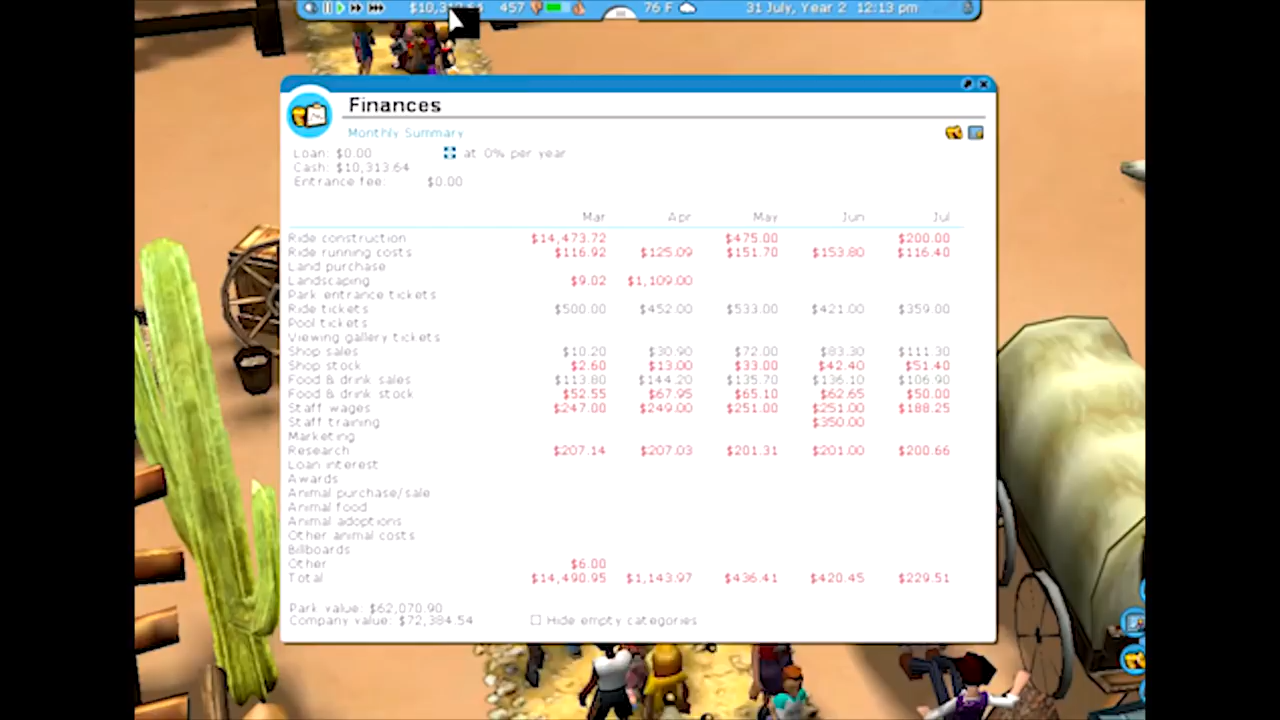 457 76 F 31 July, Year 2 12:13 pm
Finances
Monthly Summary
Loan: $0.00 at 0% per year
Cash: $10,313.64
Entrance fee: $0.00
Mar Apr May Jun Jul
Ride construction $14,473.72 $475.00 $200.00
Ride running costs $116.92 $125.09 $151.70 $153.80 $116.40
Land purchase
Landscaping $9.02 $1,109.00
Park entrance tickets
Ride tickets $500.00 $452.00 $533.00 $421.00 $359.00
Pool tickets
Viewing gallery tickets
Shop sales $10.20 $30.90 $72.00 $83.30 $111.30
Shop stock $2.60 $13.00 $33.00 $42.40 $51.40
Food & drink sales $113.80 $144.20 $135.70 $136.10 $106.90
Food & drink stock $52.55 $67.95 $65.10 $62.65 $50.00
Staff wages $247.00 $249.00 $251.00 $251.00 $188.25
Staff training $350.00
Marketing
Research $207.14 $207.03 $201.31 $201.00 $200.66
Loan interest
Awards
Animal purchase/sale
Animal food
Animal adoptions
Other animal costs
Billboards
Other $6.00
Total $14,490.95 $1,143.97 $436.41 $420.45 $229.51
Park value: $62,070.90
Company value: $72,384.54 Hide empty categories